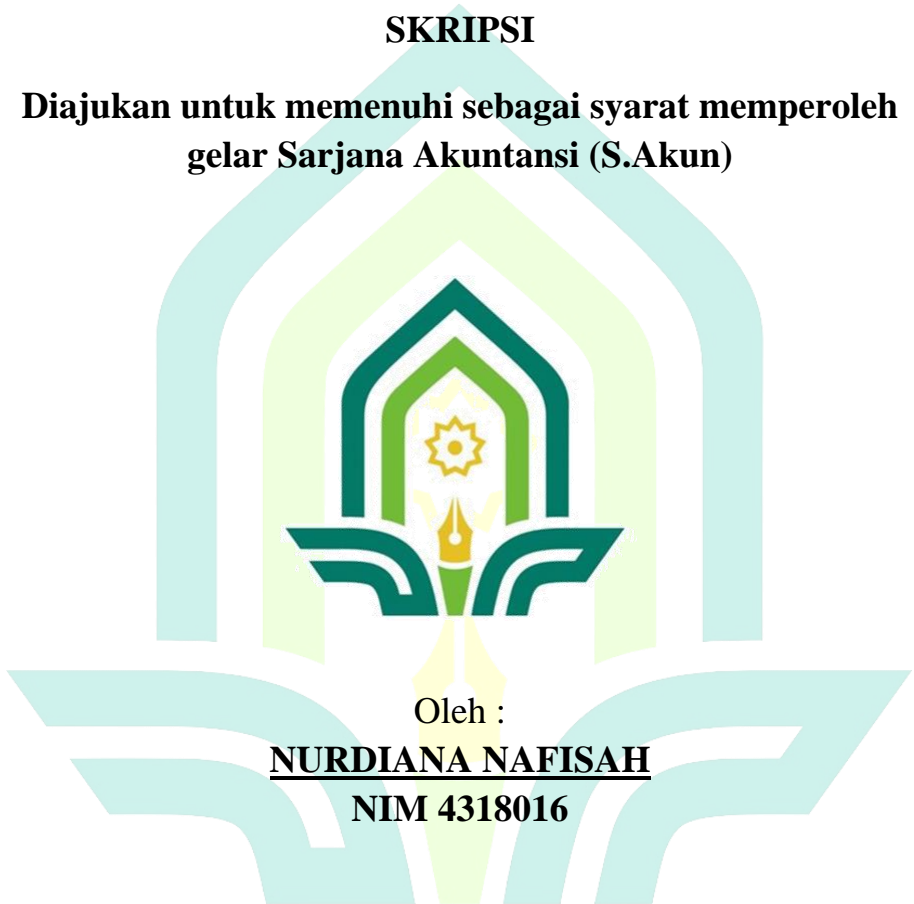 SKRIPSI
Diajukan untuk memenuhi sebagai syarat memperoleh
gelar Sarjana Akuntansi (S.Akun)
Oleh :
NURDIANA NAFISAH
NIM 4318016